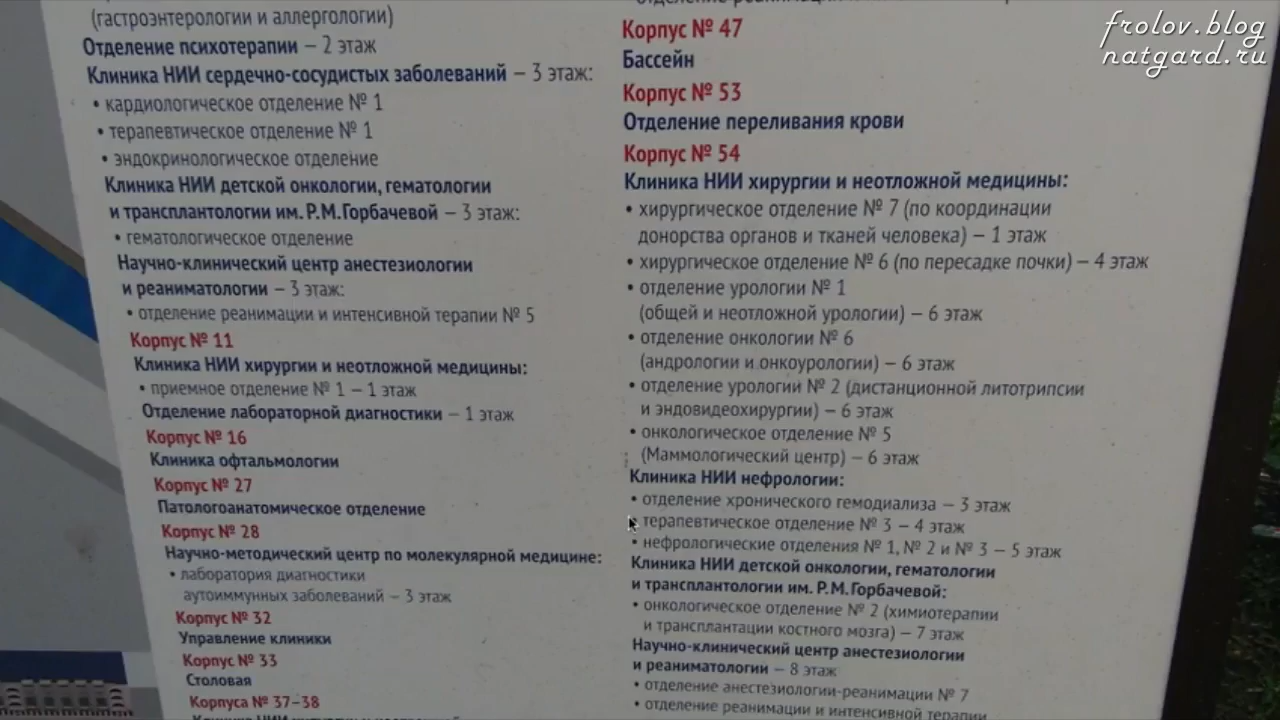 (гастроэнтерологии и аллергологии)
Отделение психотерапии – 2 этаж
Клиника НИИ сердечно-сосудистых заболеваний – 3 этаж:
• кардиологическое отделение № 1
• терапевтическое отделение № 1
• эндокринологическое отделение
Клиника НИИ детской онкологии, гематологии
и трансплантологии им. Р.М.Горбачевой – 3 этаж:
• гематологическое отделение
Научно-клинический центр анестезиологии
и реаниматологии – 3 этаж:
• отделение реанимации и интенсивной терапии № 5
Корпус № 11
Клиника НИИ хирургии и неотложной медицины:
• приемное отделение № 1 – 1 этаж
Отделение лабораторной диагностики – 1 этаж
Корпус № 16
Клиника офтальмологии
Корпус № 27
Патологоанатомическое отделение
Корпус № 28
Научно-методический центр по молекулярной медицине:
• лаборатория диагностики
аутоиммунных заболеваний – 3 этаж
Корпус № 32
Управление клиники
Корпус № 33
Столовая
Корпуса № 37–38
Корпус № 47
Бассейн
Корпус № 53
Отделение переливания крови
Корпус № 54
Клиника НИИ хирургии и неотложной медицины:
• хирургическое отделение № 7 (по координации
донорства органов и тканей человека) – 1 этаж
• хирургическое отделение № 6 (по пересадке почки) – 4 этаж
• отделение урологии № 1
(общей и неотложной урологии) – 6 этаж
• отделение онкологии № 6
(андрологии и онкоурологии) – 6 этаж
• отделение урологии № 2 (дистанционной литотрипсии
и эндовидеохирургии) – 6 этаж
• онкологическое отделение № 5
(Маммологический центр) – 6 этаж
Клиника НИИ нефрологии:
• отделение хронического гемодиализа – 3 этаж
• терапевтическое отделение № 3 – 4 этаж
• нефрологические отделения № 1, № 2 и № 3 – 5 этаж
Клиника НИИ детской онкологии, гематологии
и трансплантологии им. Р.М.Горбачевой:
• онкологическое отделение № 2 (химиотерапии
и трансплантации костного мозга) – 7 этаж
Научно-клинический центр анестезиологии
и реаниматологии – 8 этаж
• отделение анестезиологии-реанимации № 7
• отделение реанимации и интенсивной терапии
frolov.blog
natgard.ru